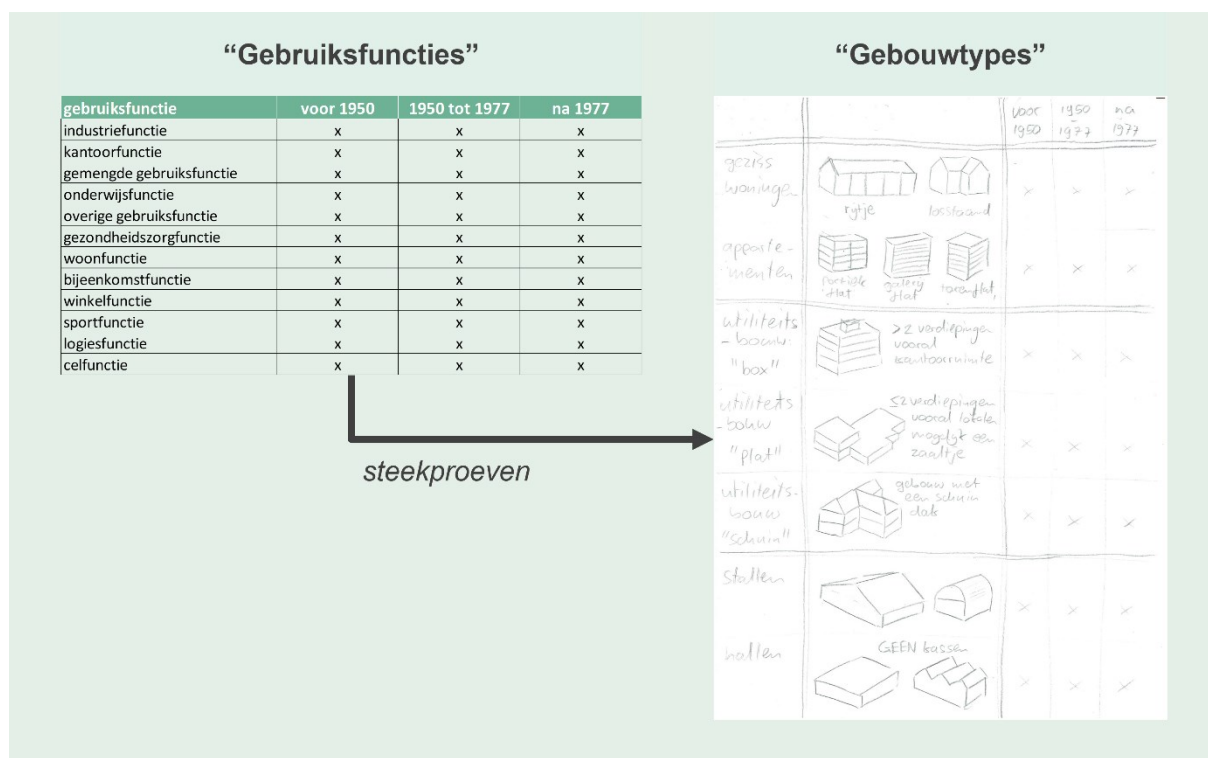 “Gebruiksfuncties”
gebruiksfunctie voor 1950 1950 tot 1977 na 1977
industriefunctie x x x
kantoorfunctie x x x
gemengde gebruiksfunctie x x x
onderwijsfunctie x x x
overige gebruiksfunctie x x x
gezondheidszorgfunctie x x x
woonfunctie x x x
bijeenkomstfunctie x x x
winkelfunctie x x x
sportfunctie x x x
logiesfunctie x x x
celfunctie x x x
steekproeven
“Gebouwtypes”
voor 1950 na
1950 - 1977 1977
woningen x x x
rijtje losstaand
apparte-
menten x x x
flat galerij torenflat
flat
utiliteits
- bouw
"box"
>2 verdiepingen
vooral
kantoorruimte
x x x
utiliteits
-bouw
"plat"
≤2 verdiepingen
vooral
mogelijk een
zaaltje
x x x
utiliteits-
bouw
"schuin"
gebouw met
een schuin
dak
x x x
stallen x x x
hallen GEEN kassen
x x x